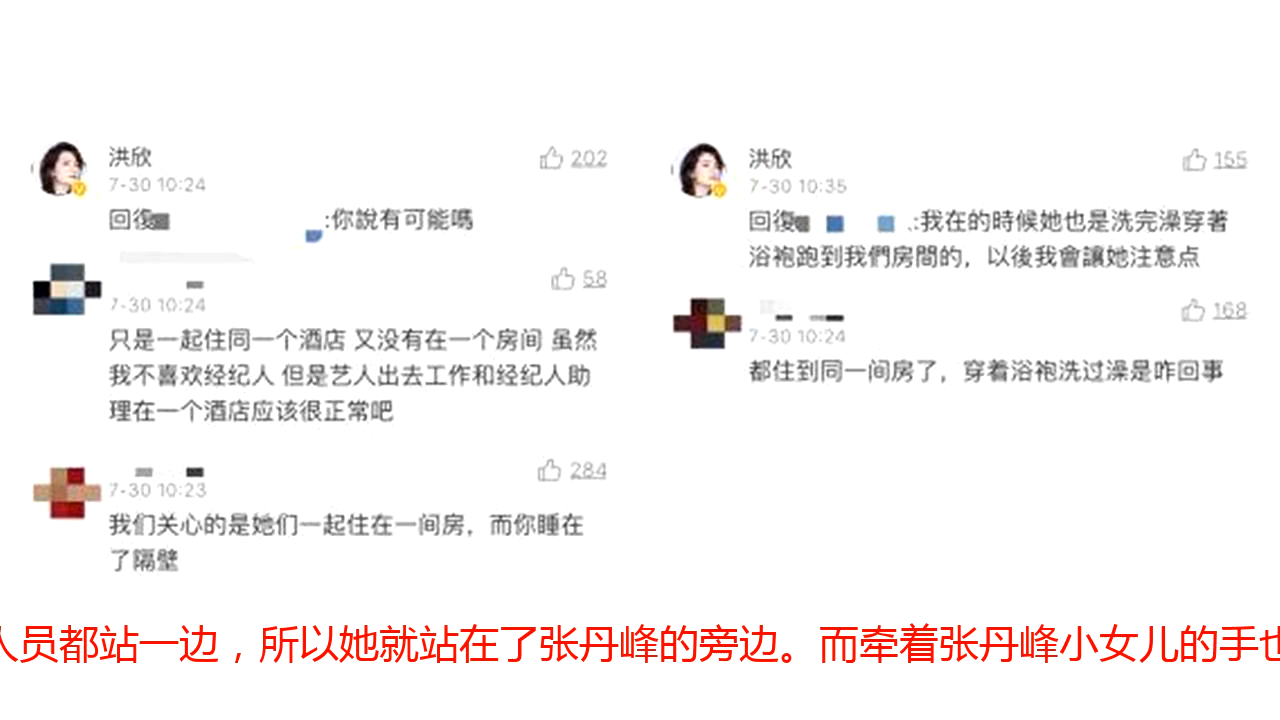 洪欣
202
7-30 10:24
回復
:你說有可能嗎
58
7-30 10:24
只是一起住同一个酒店 又没有在一个房间 虽然
我不喜欢经纪人 但是艺人出去工作和经纪人助
理在一个酒店应该很正常吧
284
7-30 10:23
我们关心的是她们一起住在一间房，而你睡在
了隔壁
洪欣
155
7-30 10:35
回復 .:我在的時候她也是洗完澡穿著
浴袍跑到我們房間的，以後我會讓她注意点
168
7-30 10:24
都住到同一间房了，穿着浴袍洗过澡是咋回事
人员都站一边，所以她就站在了张丹峰的旁边。而牵着张丹峰小女儿的手也